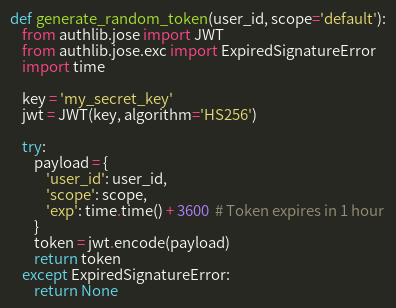 def generate_random_token(user_id, scope='default'):
    from authlib.jose import JWT
    from authlib.jose.exc import ExpiredSignatureError
    import time

    key = 'my_secret_key'
    jwt = JWT(key, algorithm='HS256')

    try:
        payload = {
            'user_id': user_id,
            'scope': scope,
            'exp': time.time() + 3600  # Token expires in 1 hour
        }
        token = jwt.encode(payload)
        return token
    except ExpiredSignatureError:
        return None